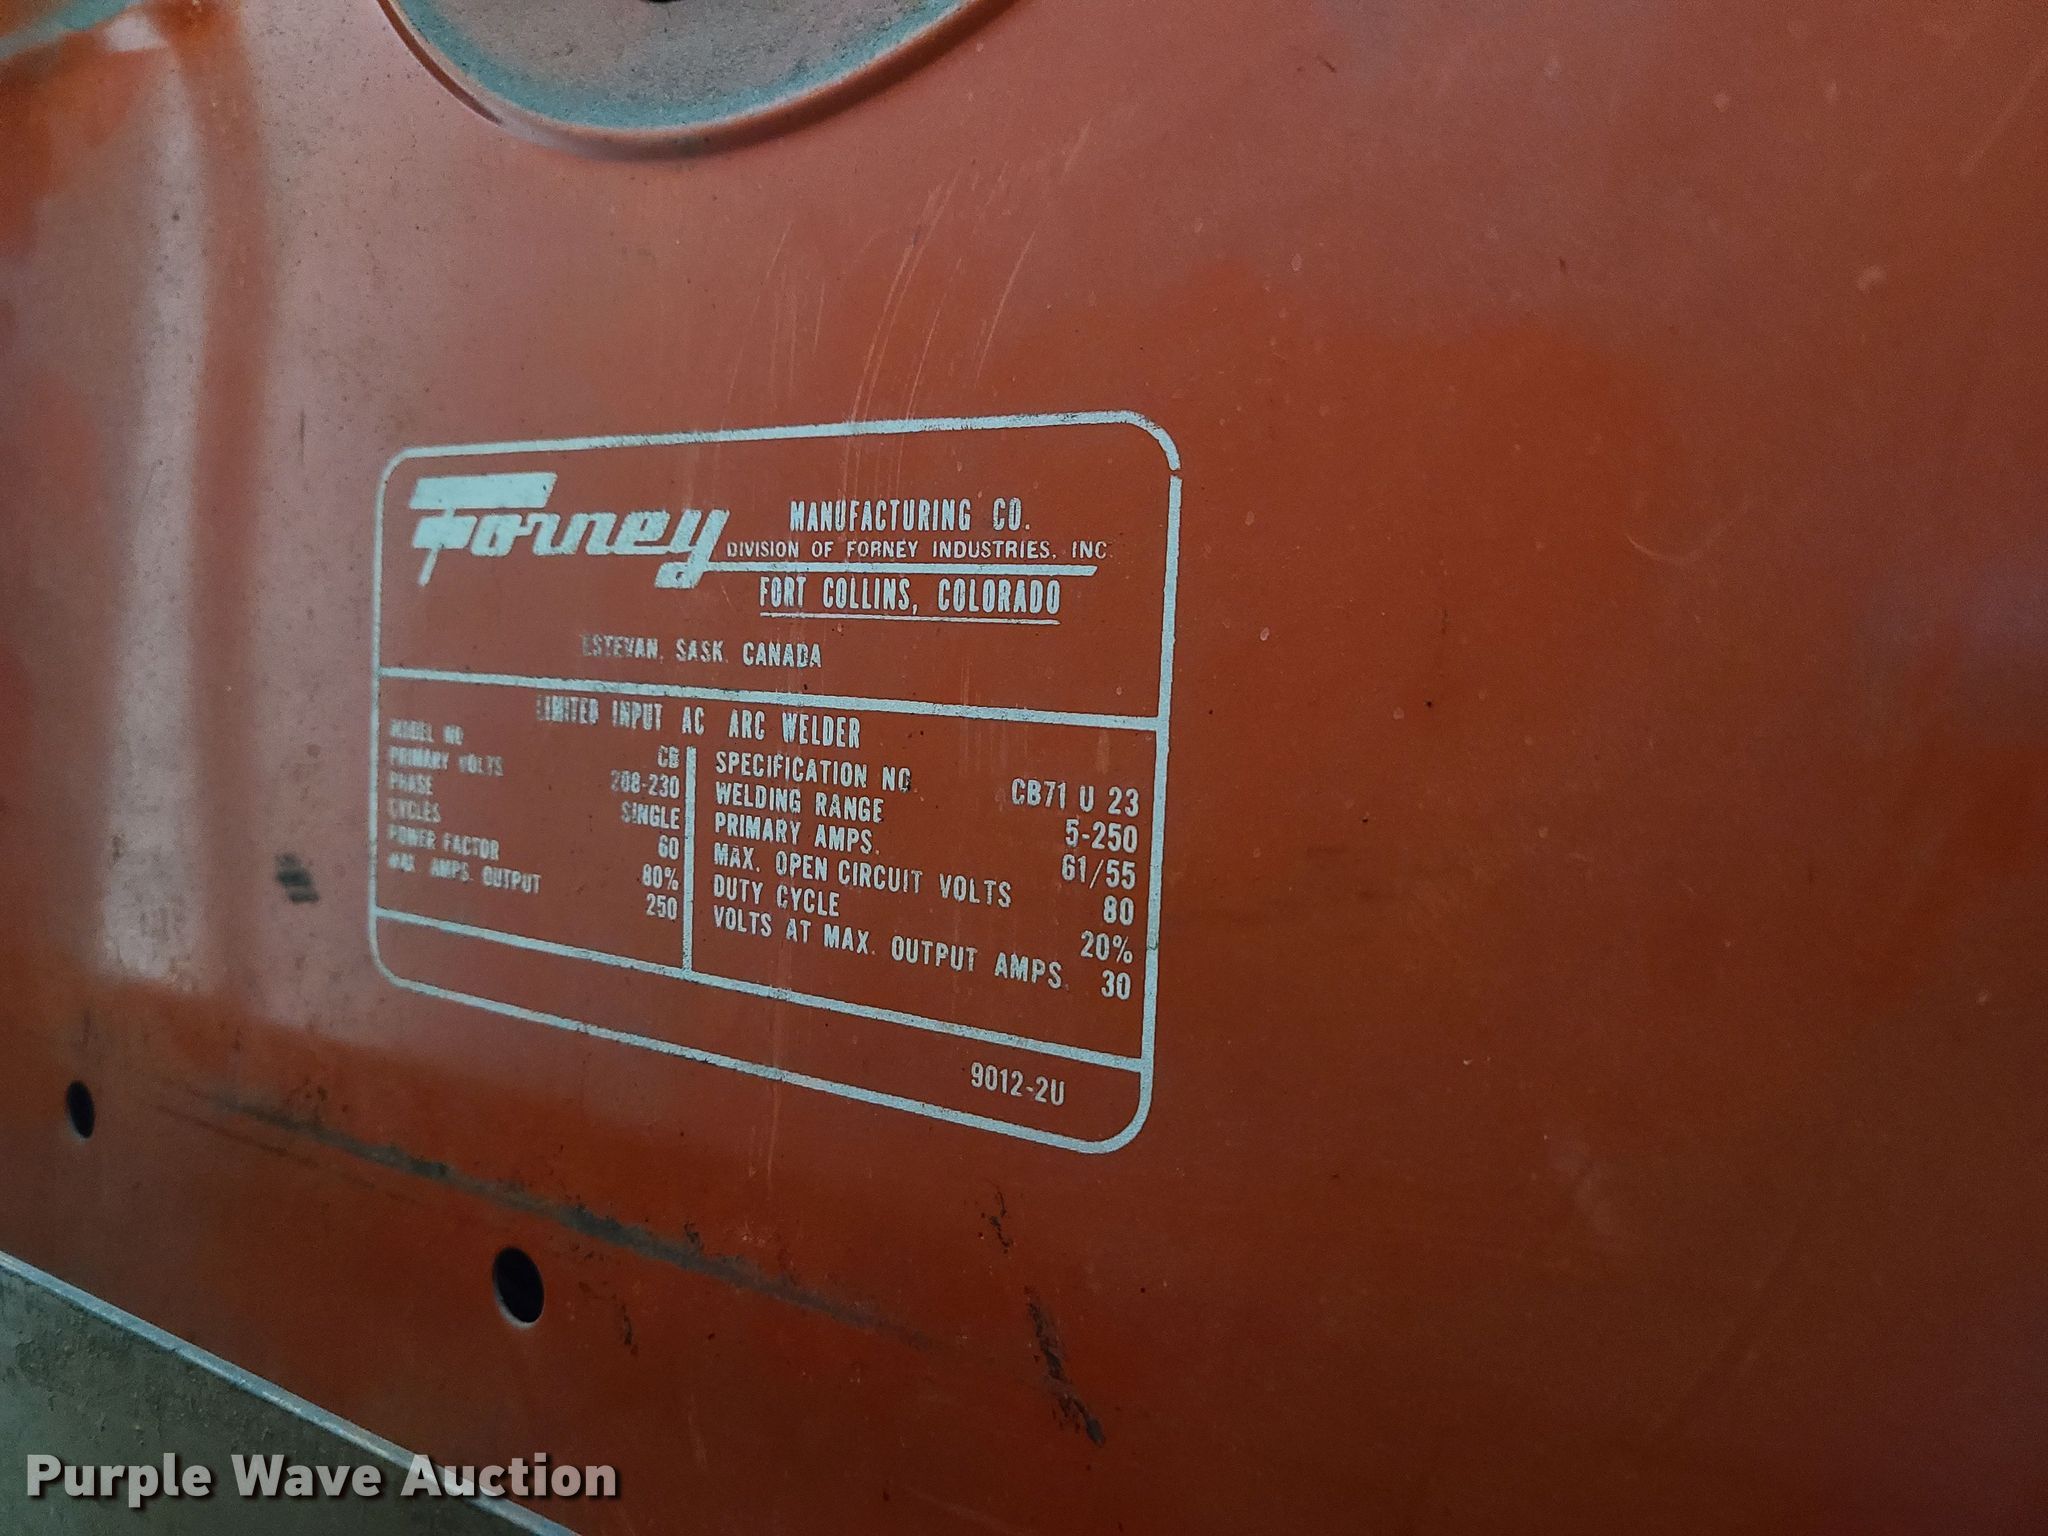 Forney MANUFACTURING CO.
DIVISION OF FORNEY INDUSTRIES, INC
FORT COLLINS, COLORADO
ESTEVAN, SASK. CANADA
LIMITED INPUT AC ARC WELDER
MODEL NO CB
PRIMARY VOLTS 208-230
PHASE SINGLE
CYCLES 60
POWER FACTOR 80%
MAX. AMPS. OUTPUT 250
SPECIFICATION NO CB71 U 23
WELDING RANGE 5-250
PRIMARY AMPS. 61/55
MAX. OPEN CIRCUIT VOLTS 80
DUTY CYCLE 20%
VOLTS AT MAX. OUTPUT AMPS. 30
9012-2U
Purple Wave Auction